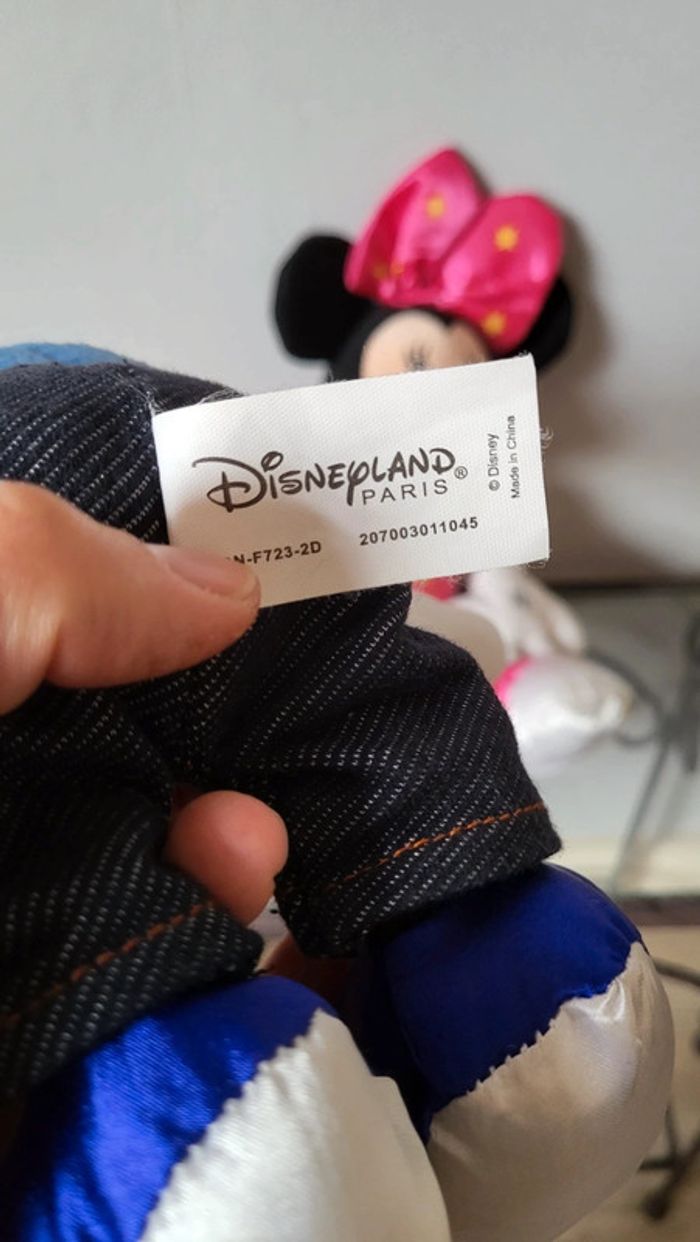 DISNEYLAND®
PARIS
© Disney
Made in China
N-F723-2D 207003011045